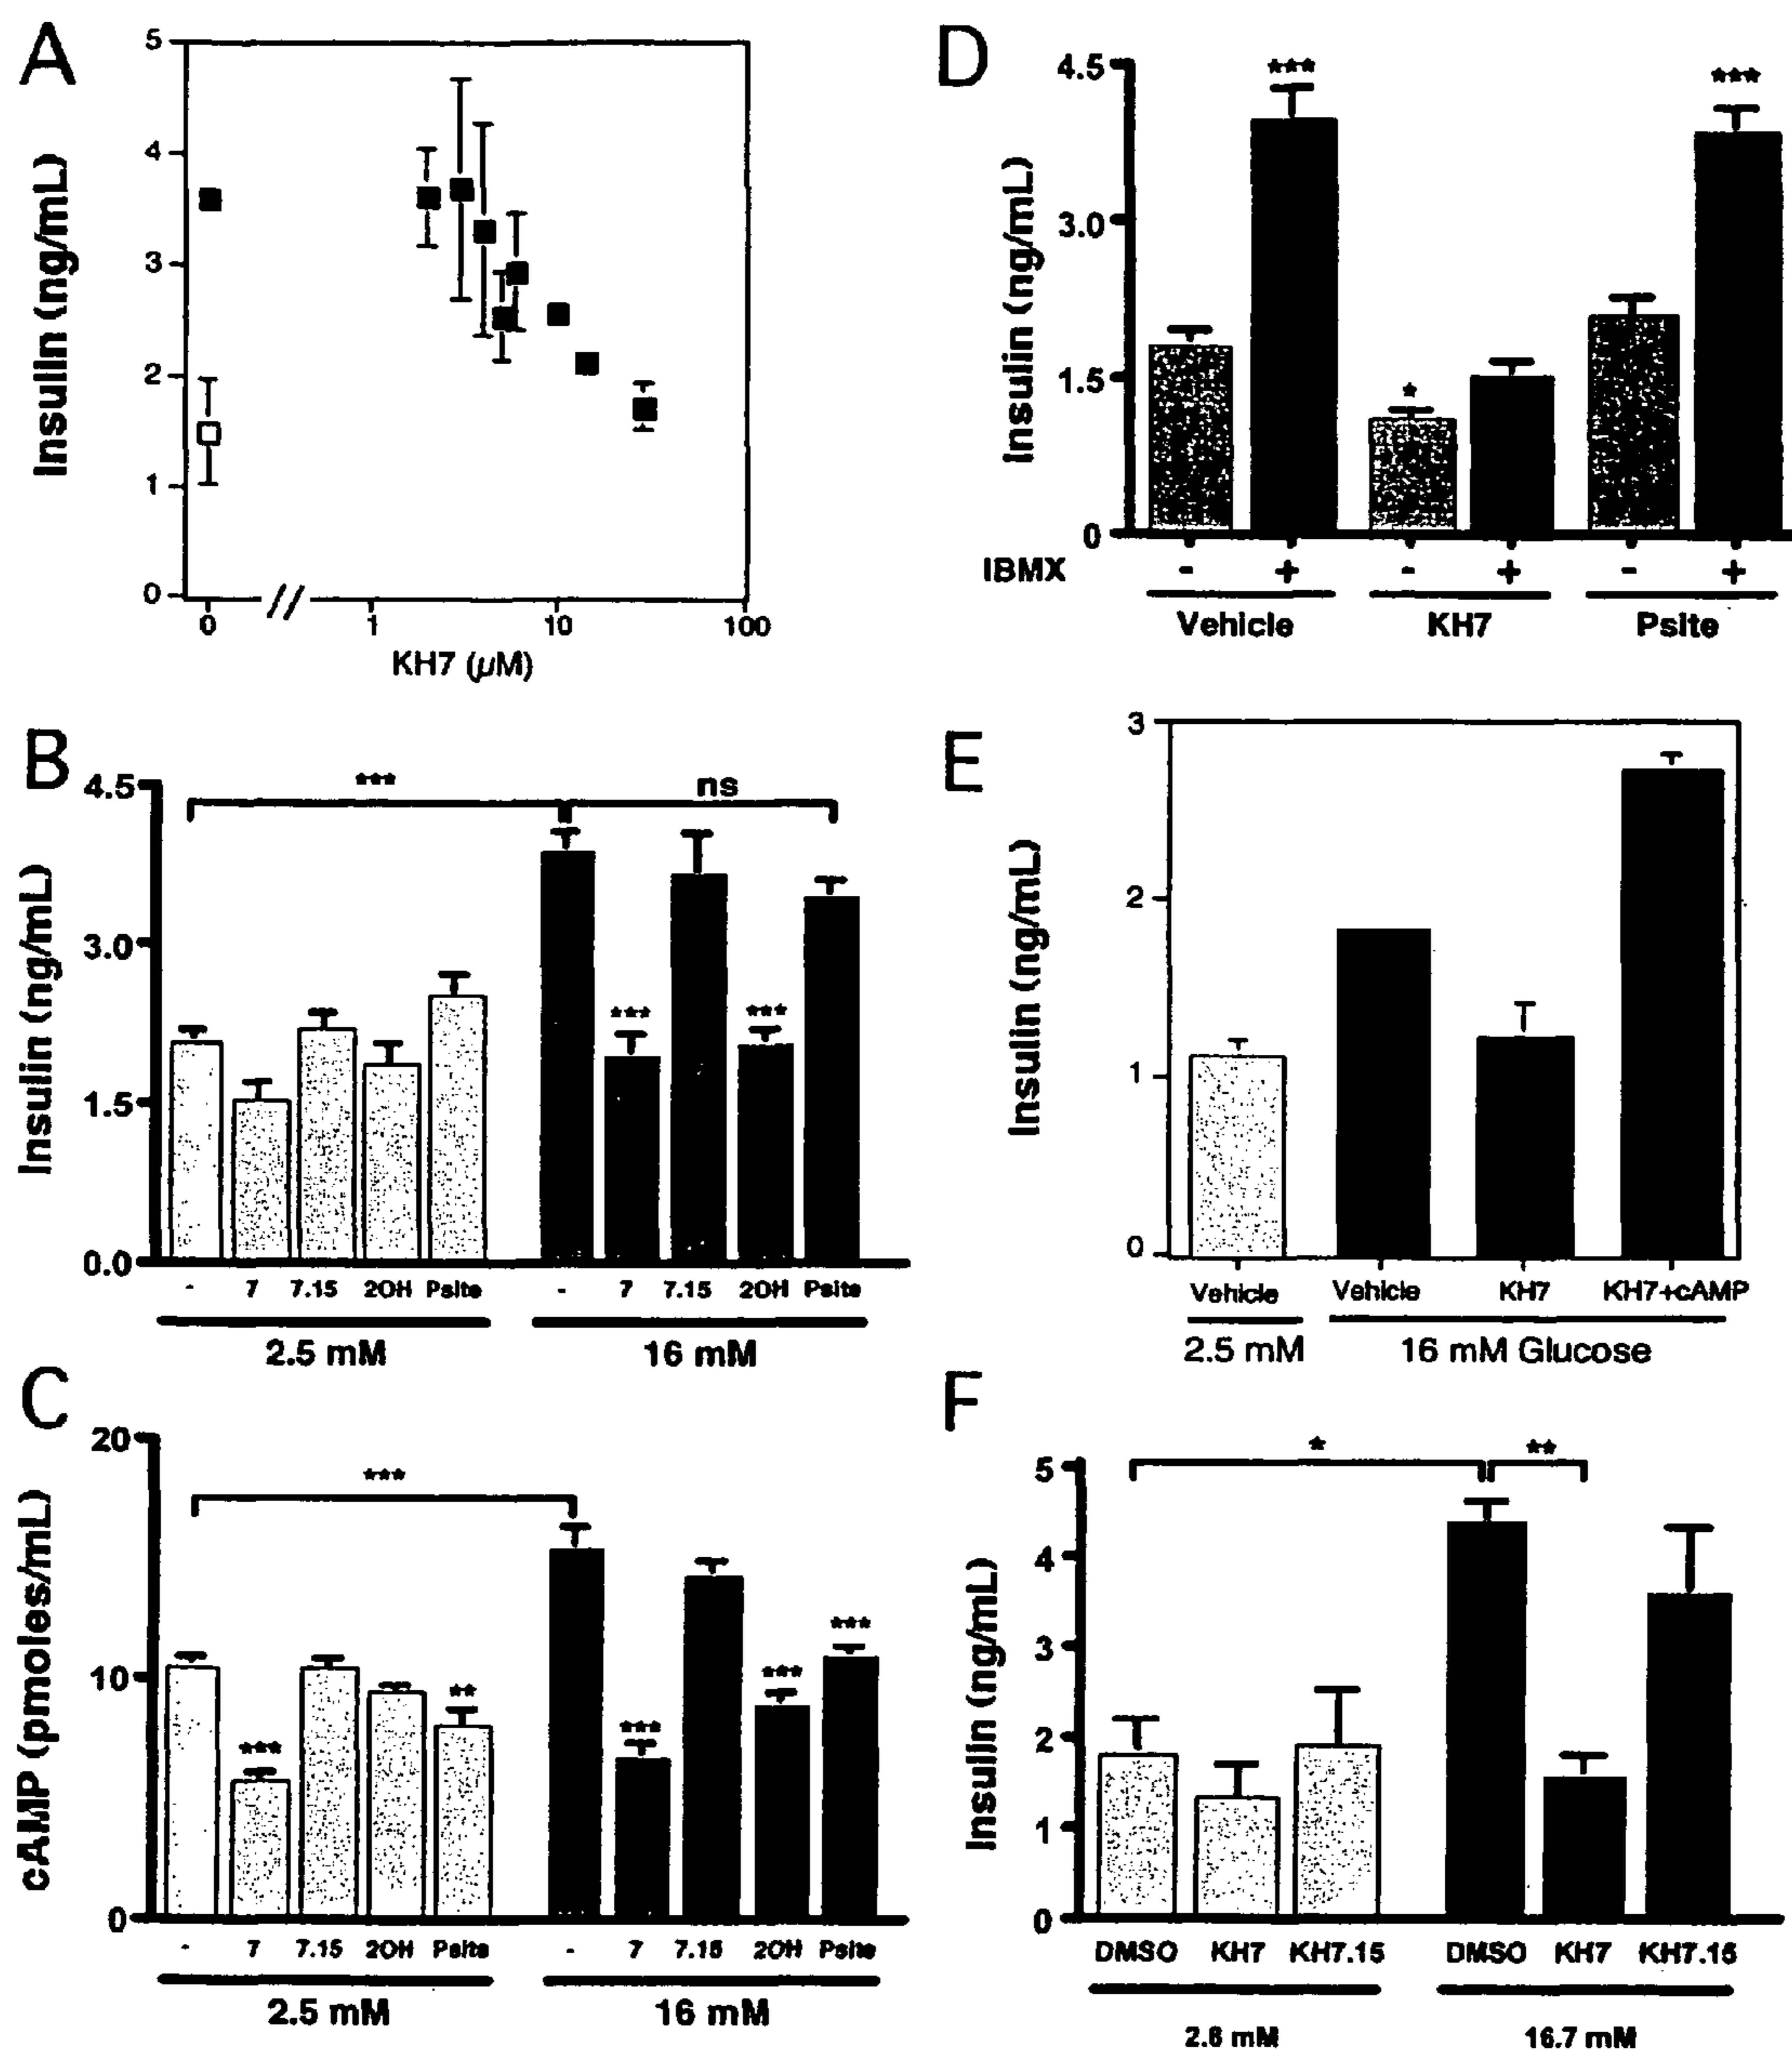 A
Insulin (ng/mL)
5
4
3
2
1
0
0 // 1 10 100
KH7 (µM)
D
Insulin (ng/mL)
4.5
3.0
1.5
0
*** * ***
IBMX - + - + - +
Vehicle KH7 Psite
B
Insulin (ng/mL)
4.5
3.0
1.5
0.0
*** ns
*** ***
- 7 7.15 2OH Psite - 7 7.15 2OH Psite
2.5 mM 16 mM
E
Insulin (ng/mL)
3
2
1
0
Vehicle Vehicle KH7 KH7+cAMP
2.5 mM 16 mM Glucose
C
cAMP (pmoles/mL)
20
10
0
***
*** ** *** *** ***
- 7 7.15 2OH Psite - 7 7.15 2OH Psite
2.5 mM 16 mM
F
Insulin (ng/mL)
5
4
3
2
1
0
* **
DMSO KH7 KH7.15 DMSO KH7 KH7.15
2.8 mM 16.7 mM